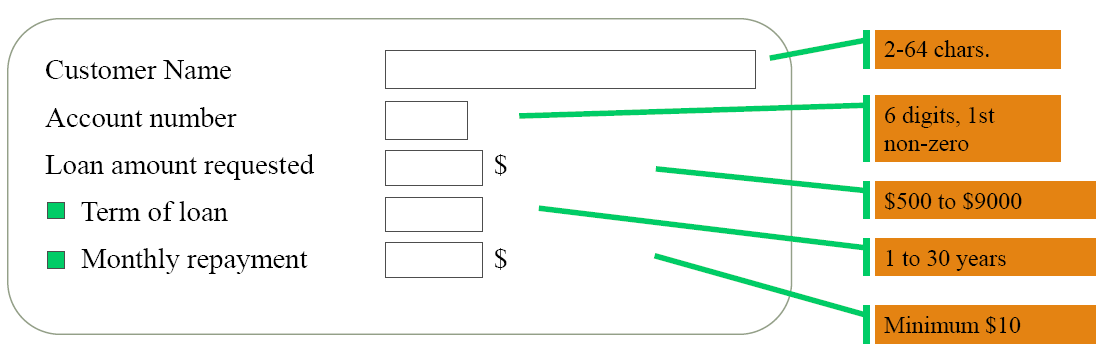 Customer Name
2-64 chars.
Account number
6 digits, 1st
non-zero
Loan amount requested
$
$500 to $9000
Term of loan
1 to 30 years
Monthly repayment
$
Minimum $10